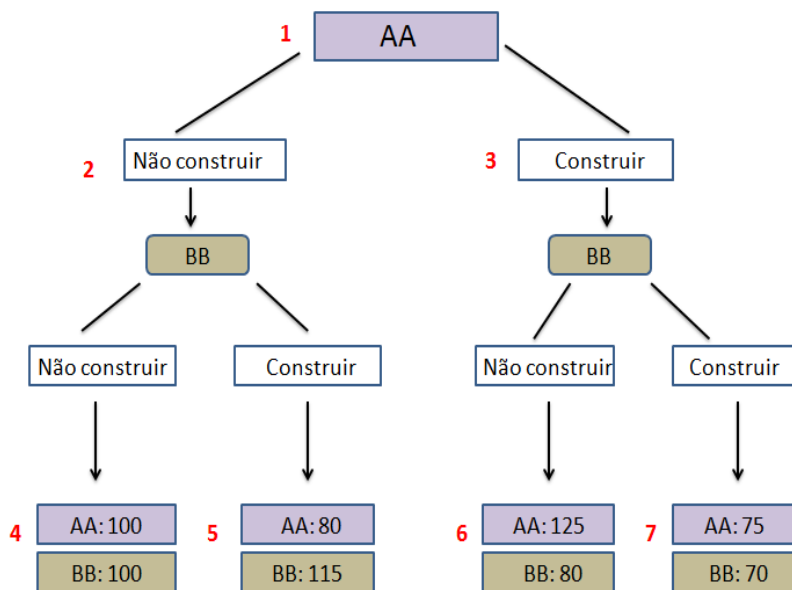 1 AA
2 Não construir 3 Construir
BB BB
Não construir Construir Não construir Construir
4 AA: 100 5 AA: 80 6 AA: 125 7 AA: 75
BB: 100 BB: 115 BB: 80 BB: 70